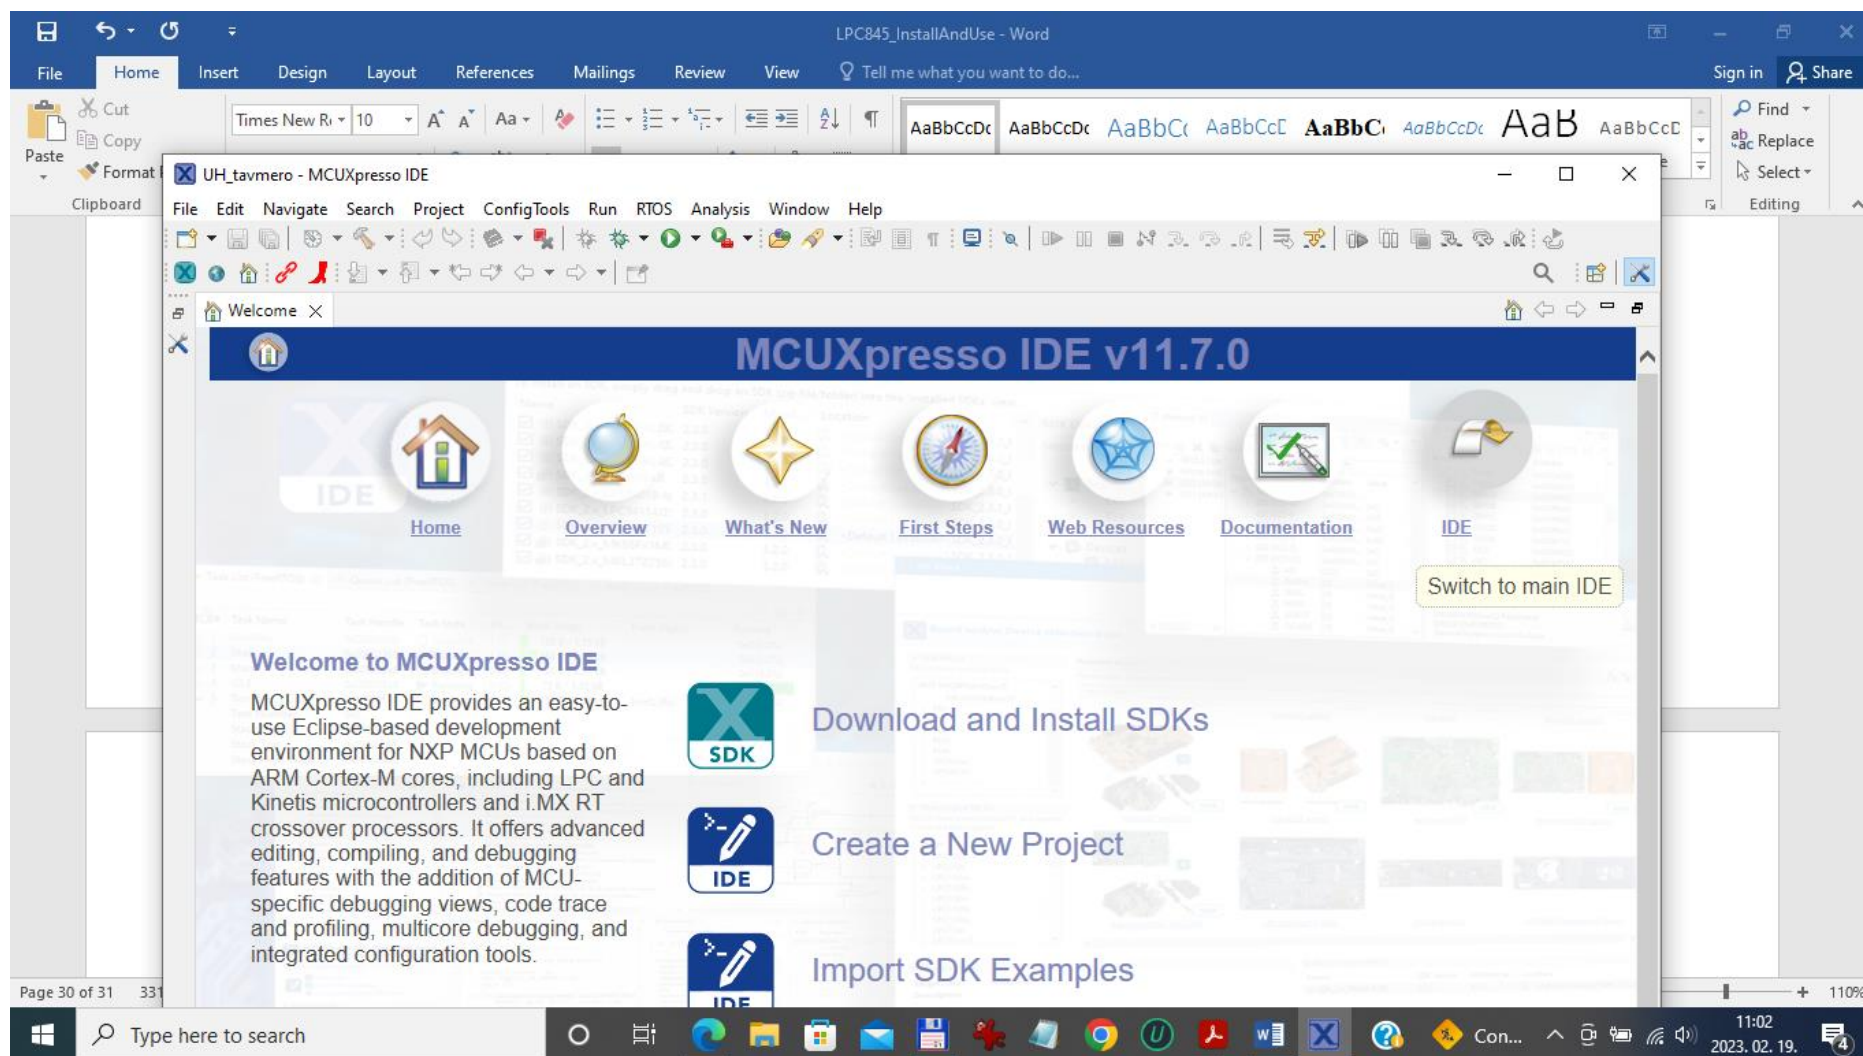 LPC845_InstallAndUse - Word
File Home Insert Design Layout References Mailings Review View Tell me what you want to do... Sign in Share
Cut
Copy
Format
Paste
Clipboard
Times New R 10 Aa
AaBbCcDc AaBbCcDc AaBbC AaBbCcE AaBbC AaBbCcDc AaB AaBbCcD
Find
Replace
Select
Editing
UH_tavmero - MCUXpresso IDE
File Edit Navigate Search Project ConfigTools Run RTOS Analysis Window Help
Welcome
MCUXpresso IDE v11.7.0
IDE
Home Overview What's New First Steps Web Resources Documentation IDE
Switch to main IDE
Welcome to MCUXpresso IDE
MCUXpresso IDE provides an easy-to-
use Eclipse-based development
environment for NXP MCUs based on
ARM Cortex-M cores, including LPC and
Kinetis microcontrollers and i.MX RT
crossover processors. It offers advanced
editing, compiling, and debugging
features with the addition of MCU-
specific debugging views, code trace
and profiling, multicore debugging, and
integrated configuration tools.
SDK
Download and Install SDKs
IDE
Create a New Project
IDE
Import SDK Examples
Page 30 of 31 331
110%
Type here to search
Con...
11:02
2023. 02. 19.
4